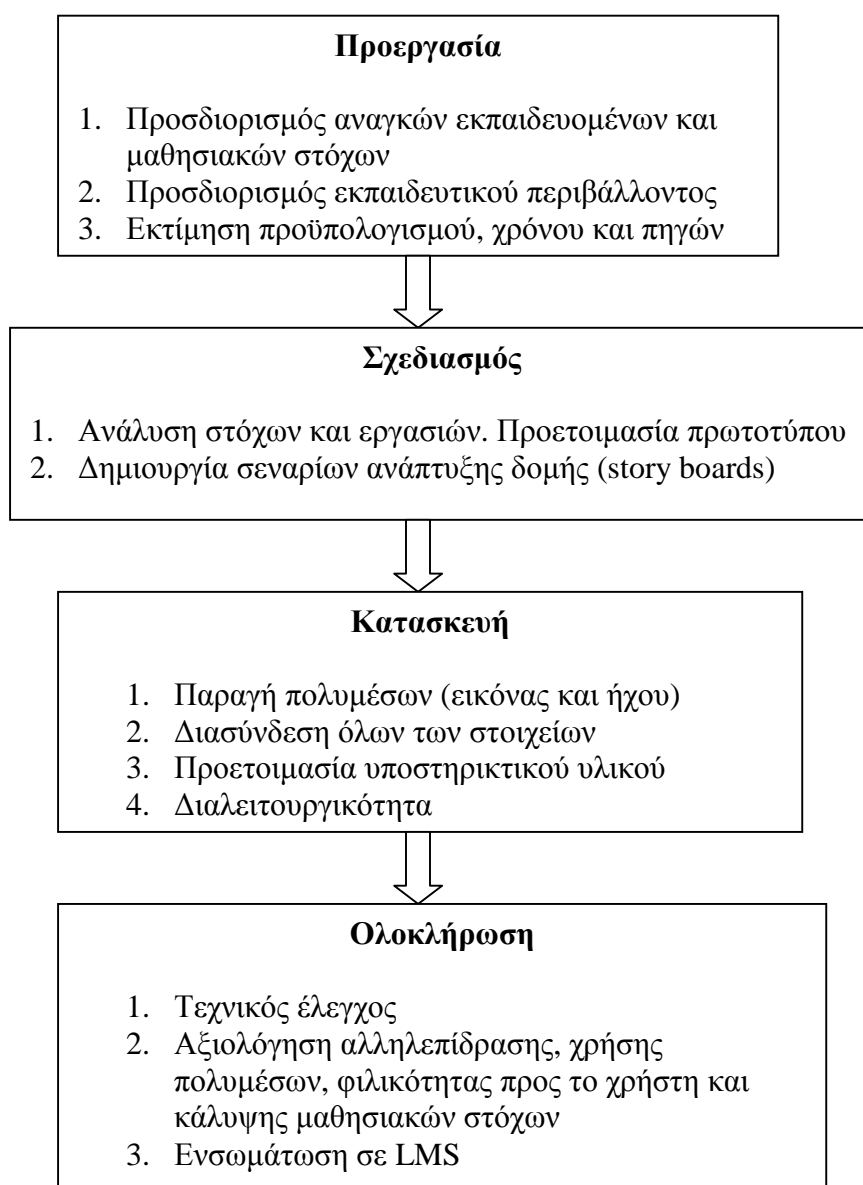 Προεργασία
1. Προσδιορισμός αναγκών εκπαιδευομένων και
μαθησιακών στόχων
2. Προσδιορισμός εκπαιδευτικού περιβάλλοντος
3. Εκτίμηση προϋπολογισμού, χρόνου και πηγών
Σχεδιασμός
1. Ανάλυση στόχων και εργασιών. Προετοιμασία πρωτοτύπου
2. Δημιουργία σεναρίων ανάπτυξης δομής (story boards)
Κατασκευή
1. Παραγή πολυμέσων (εικόνας και ήχου)
2. Διασύνδεση όλων των στοιχείων
3. Προετοιμασία υποστηρικτικού υλικού
4. Διαλειτουργικότητα
Ολοκλήρωση
1. Τεχνικός έλεγχος
2. Αξιολόγηση αλληλεπίδρασης, χρήσης
πολυμέσων, φιλικότητας προς το χρήστη και
κάλυψης μαθησιακών στόχων
3. Ενσωμάτωση σε LMS